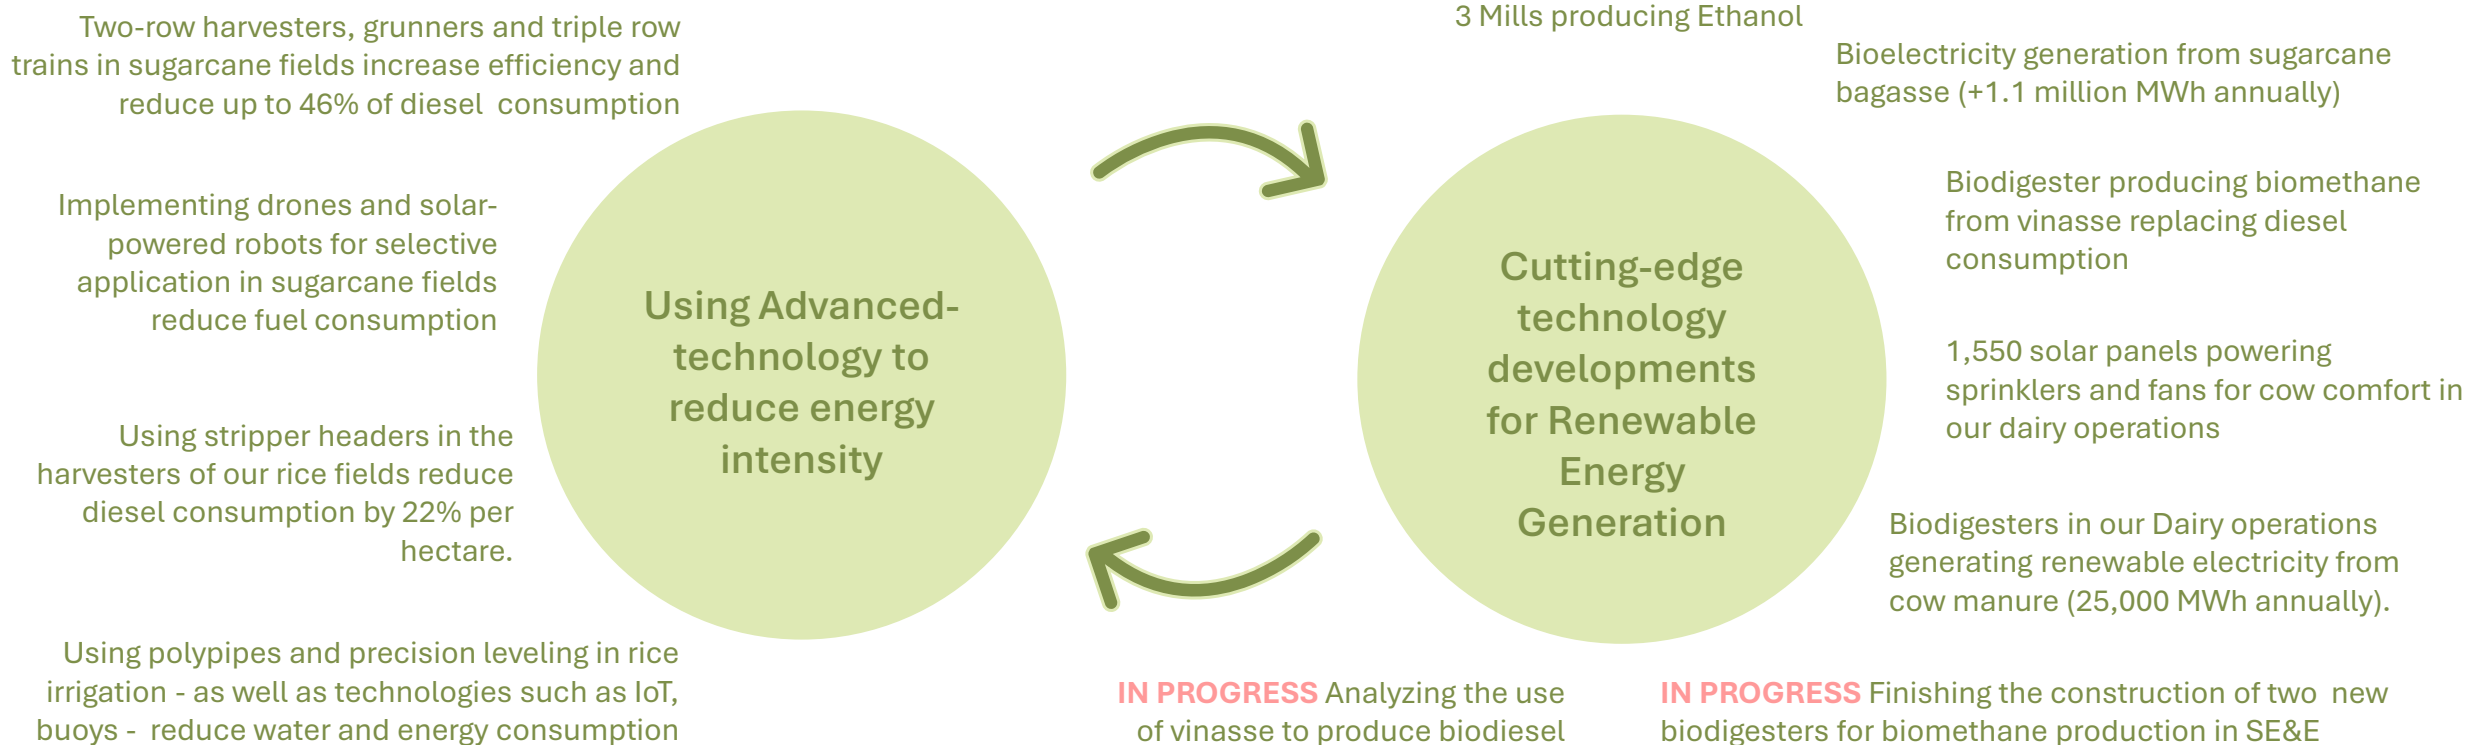 Two-row harvesters, grunners and triple row
trains in sugarcane fields increase efficiency and
reduce up to 46% of diesel consumption
Implementing drones and solar-
powered robots for selective
application in sugarcane fields
reduce fuel consumption
Using stripper headers in the
harvesters of our rice fields reduce
diesel consumption by 22% per
hectare.
Using polypipes and precision leveling in rice
irrigation - as well as technologies such as IoT,
buoys - reduce water and energy consumption
Using Advanced-
technology to
reduce energy
intensity
3 Mills producing Ethanol
Cutting-edge
technology
developments
for Renewable
Energy
Generation
Bioelectricity generation from sugarcane
bagasse (+1.1 million MWh annually)
Biodigester producing biomethane
from vinasse replacing diesel
consumption
1,550 solar panels powering
sprinklers and fans for cow comfort in
our dairy operations
Biodigesters in our Dairy operations
generating renewable electricity from
cow manure (25,000 MWh annually).
IN PROGRESS Analyzing the use
of vinasse to produce biodiesel
IN PROGRESS Finishing the construction of two new
biodigesters for biomethane production in SE&E